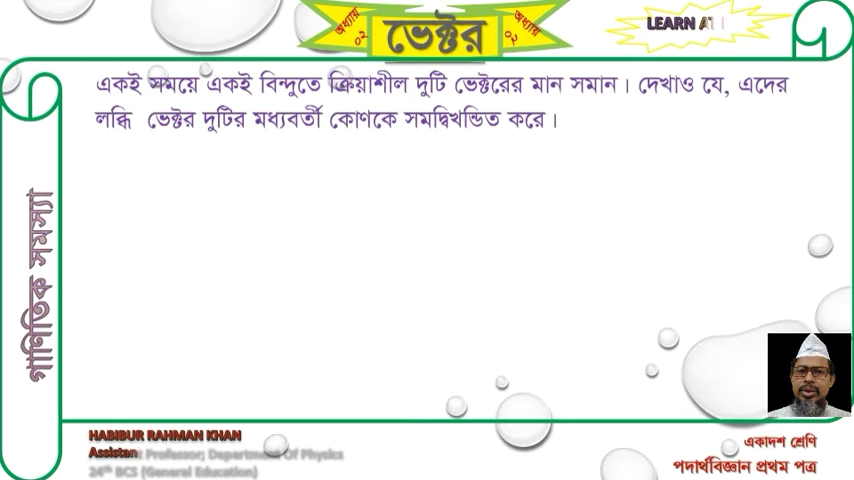 অধ্যায়
০২
ভেক্টর
অধ্যায়
০২
LEARN AT
একই সময়ে একই বিন্দুতে ক্রিয়াশীল দুটি ভেক্টরের মান সমান। দেখাও যে, এদের
লব্ধি ভেক্টর দুটির মধ্যবর্তী কোণকে সমদ্বিখন্ডিত করে।
গাণিতিক সমস্যা
HABIBUR RAHMAN KHAN
Assistant Professor; Department Of Physics
24th BCS (General Education)
একাদশ শ্রেণি
পদার্থবিজ্ঞান প্রথম পত্র